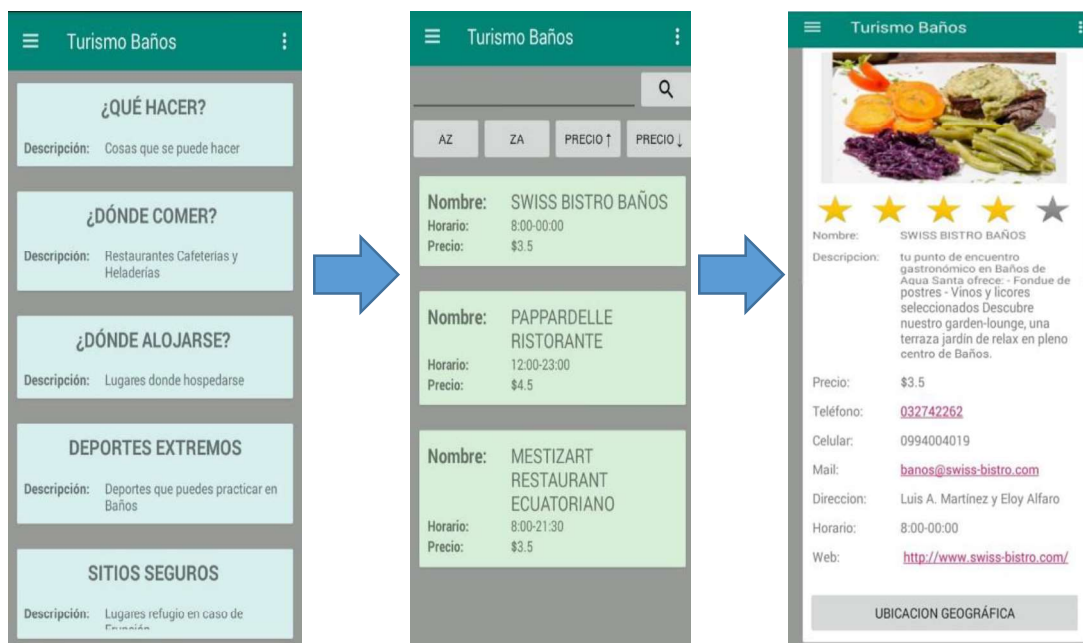 Turismo Baños
¿QUÉ HACER?
Descripción: Cosas que se puede hacer
¿DÓNDE COMER?
Descripción: Restaurantes Cafeterias y
Heladerías
¿DÓNDE ALOJARSE?
Descripción: Lugares donde hospedarse
DEPORTES EXTREMOS
Descripción: Deportes que puedes practicar en
Baños
SITIOS SEGUROS
Descripción: Lugares refugio en caso de
Turismo Baños
AZ ZA PRECIO↑ PRECIO↓
Nombre: SWISS BISTRO BAÑOS
Horario: 8:00-00:00
Precio: $3.5
Nombre: PAPPARDELLE
RISTORANTE
Horario: 12:00-23:00
Precio: $4.5
Nombre: MESTIZART
RESTAURANT
ECUATORIANO
Horario: 8:00-21:30
Precio: $3.5
Turismo Baños
Nombre: SWISS BISTRO BAÑOS
Descripcion: tu punto de encuentro
gastronómico en Baños de
Agua Santa ofrece: - Fondue de
postres - Vinos y licores
seleccionados Descubre
nuestro garden-lounge, una
terraza jardín de relax en pleno
centro de Baños.
Precio: $3.5
Teléfono: 032742262
Celular: 0994004019
Mail: banos@swiss-bistro.com
Direccion: Luis A. Martínez y Eloy Alfaro
Horario: 8:00-00:00
Web: http://www.swiss-bistro.com/
UBICACION GEOGRÁFICA